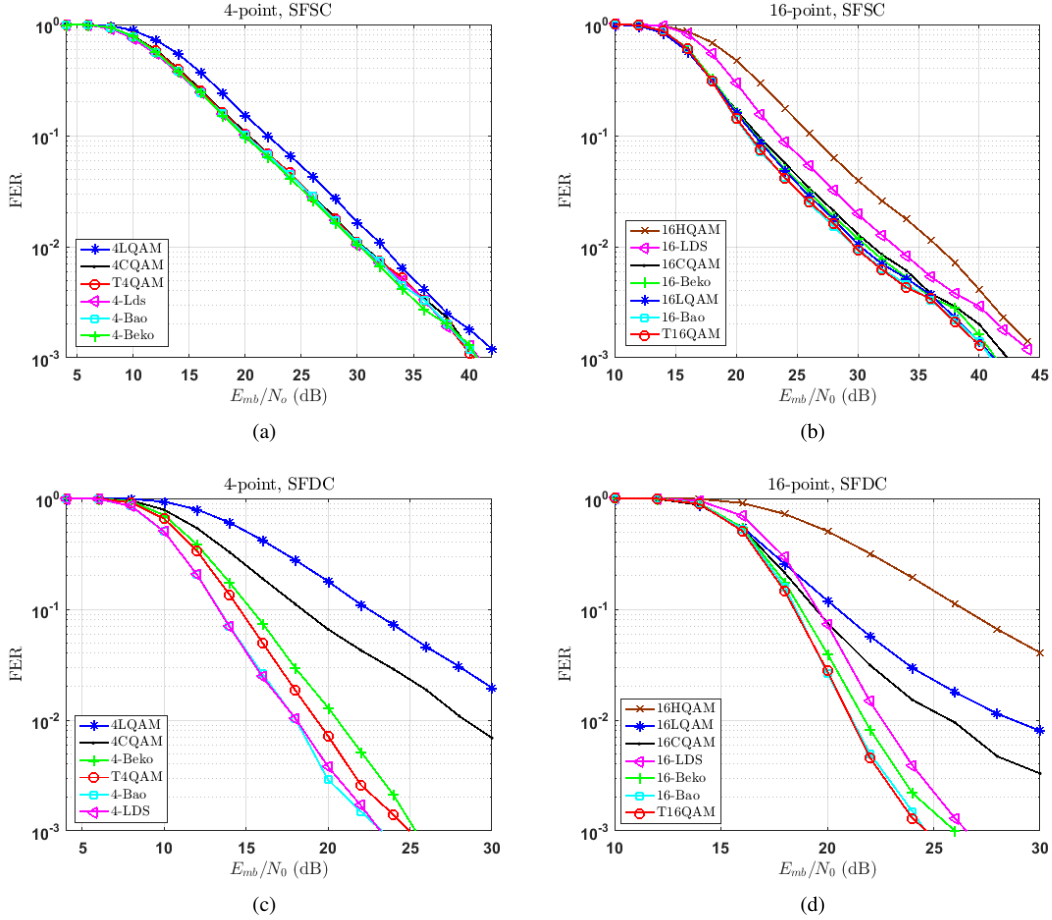 4-point, SFSC
10^0
10^-1
10^-2
10^-3
FER
4LQAM
4CQAM
T4QAM
4-Lds
4-Bao
4-Beko
5 10 15 20 25 30 35 40
E_mb/N_o (dB)
(a)
16-point, SFSC
10^0
10^-1
10^-2
10^-3
FER
16HQAM
16-LDS
16CQAM
16-Beko
16LQAM
16-Bao
T16QAM
10 15 20 25 30 35 40 45
E_mb/N_0 (dB)
(b)
4-point, SFDC
10^0
10^-1
10^-2
10^-3
FER
4LQAM
4CQAM
4-Beko
T4QAM
4-Bao
4-LDS
5 10 15 20 25 30
E_mb/N_0 (dB)
(c)
16-point, SFDC
10^0
10^-1
10^-2
10^-3
FER
16HQAM
16LQAM
16CQAM
16-LDS
16-Beko
16-Bao
T16QAM
10 15 20 25 30
E_mb/N_0 (dB)
(d)